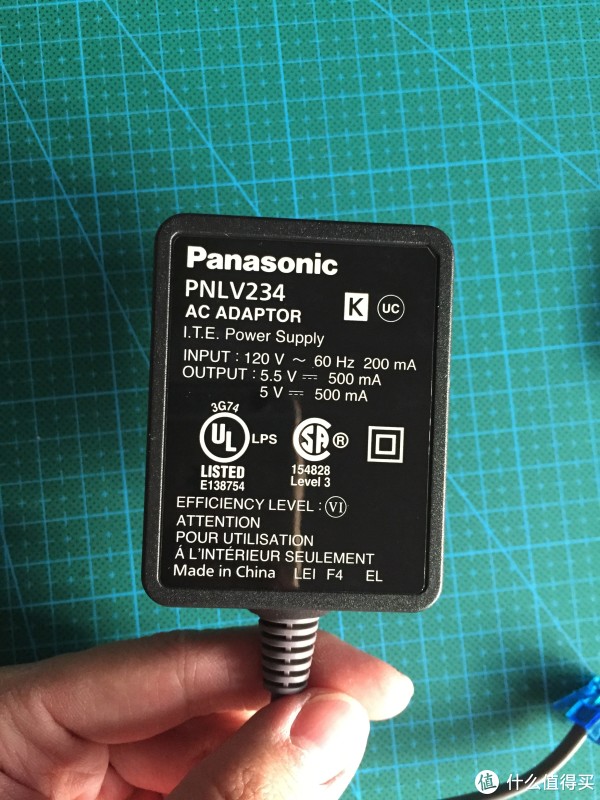 Panasonic
PNLV234
AC ADAPTOR
K UC
I.T.E. Power Supply
INPUT : 120 V ～ 60 Hz 200 mA
OUTPUT : 5.5 V ⎓ 500 mA
5 V ⎓ 500 mA
3G74
UL LPS
LISTED
E138754
SA ®
154828
Level 3
EFFICIENCY LEVEL : VI
ATTENTION
POUR UTILISATION
Á L'INTÉRIEUR SEULEMENT
Made in China LEI F4 EL
值 什么值得买